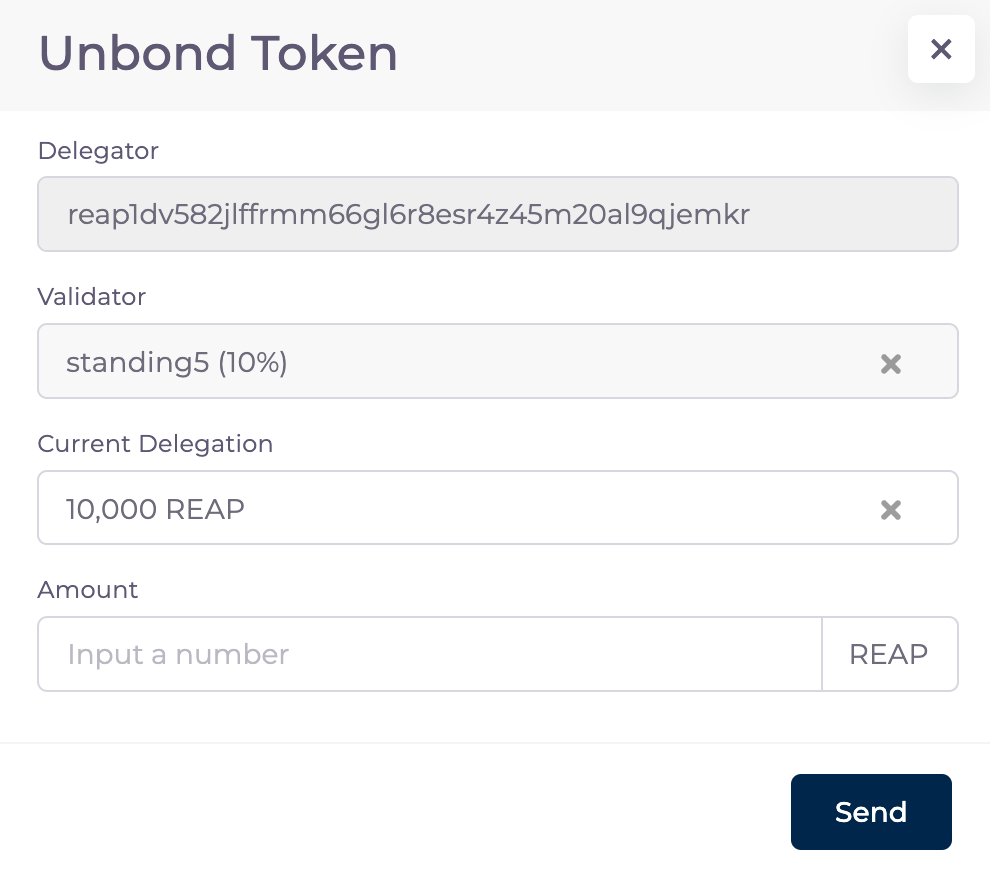 Unbond Token
Delegator
reap1dv582jlffrmm66gl6r8esr4z45m20al9qjemkr
Validator
standing5 (10%)
Current Delegation
10,000 REAP
Amount
Input a number REAP
Send